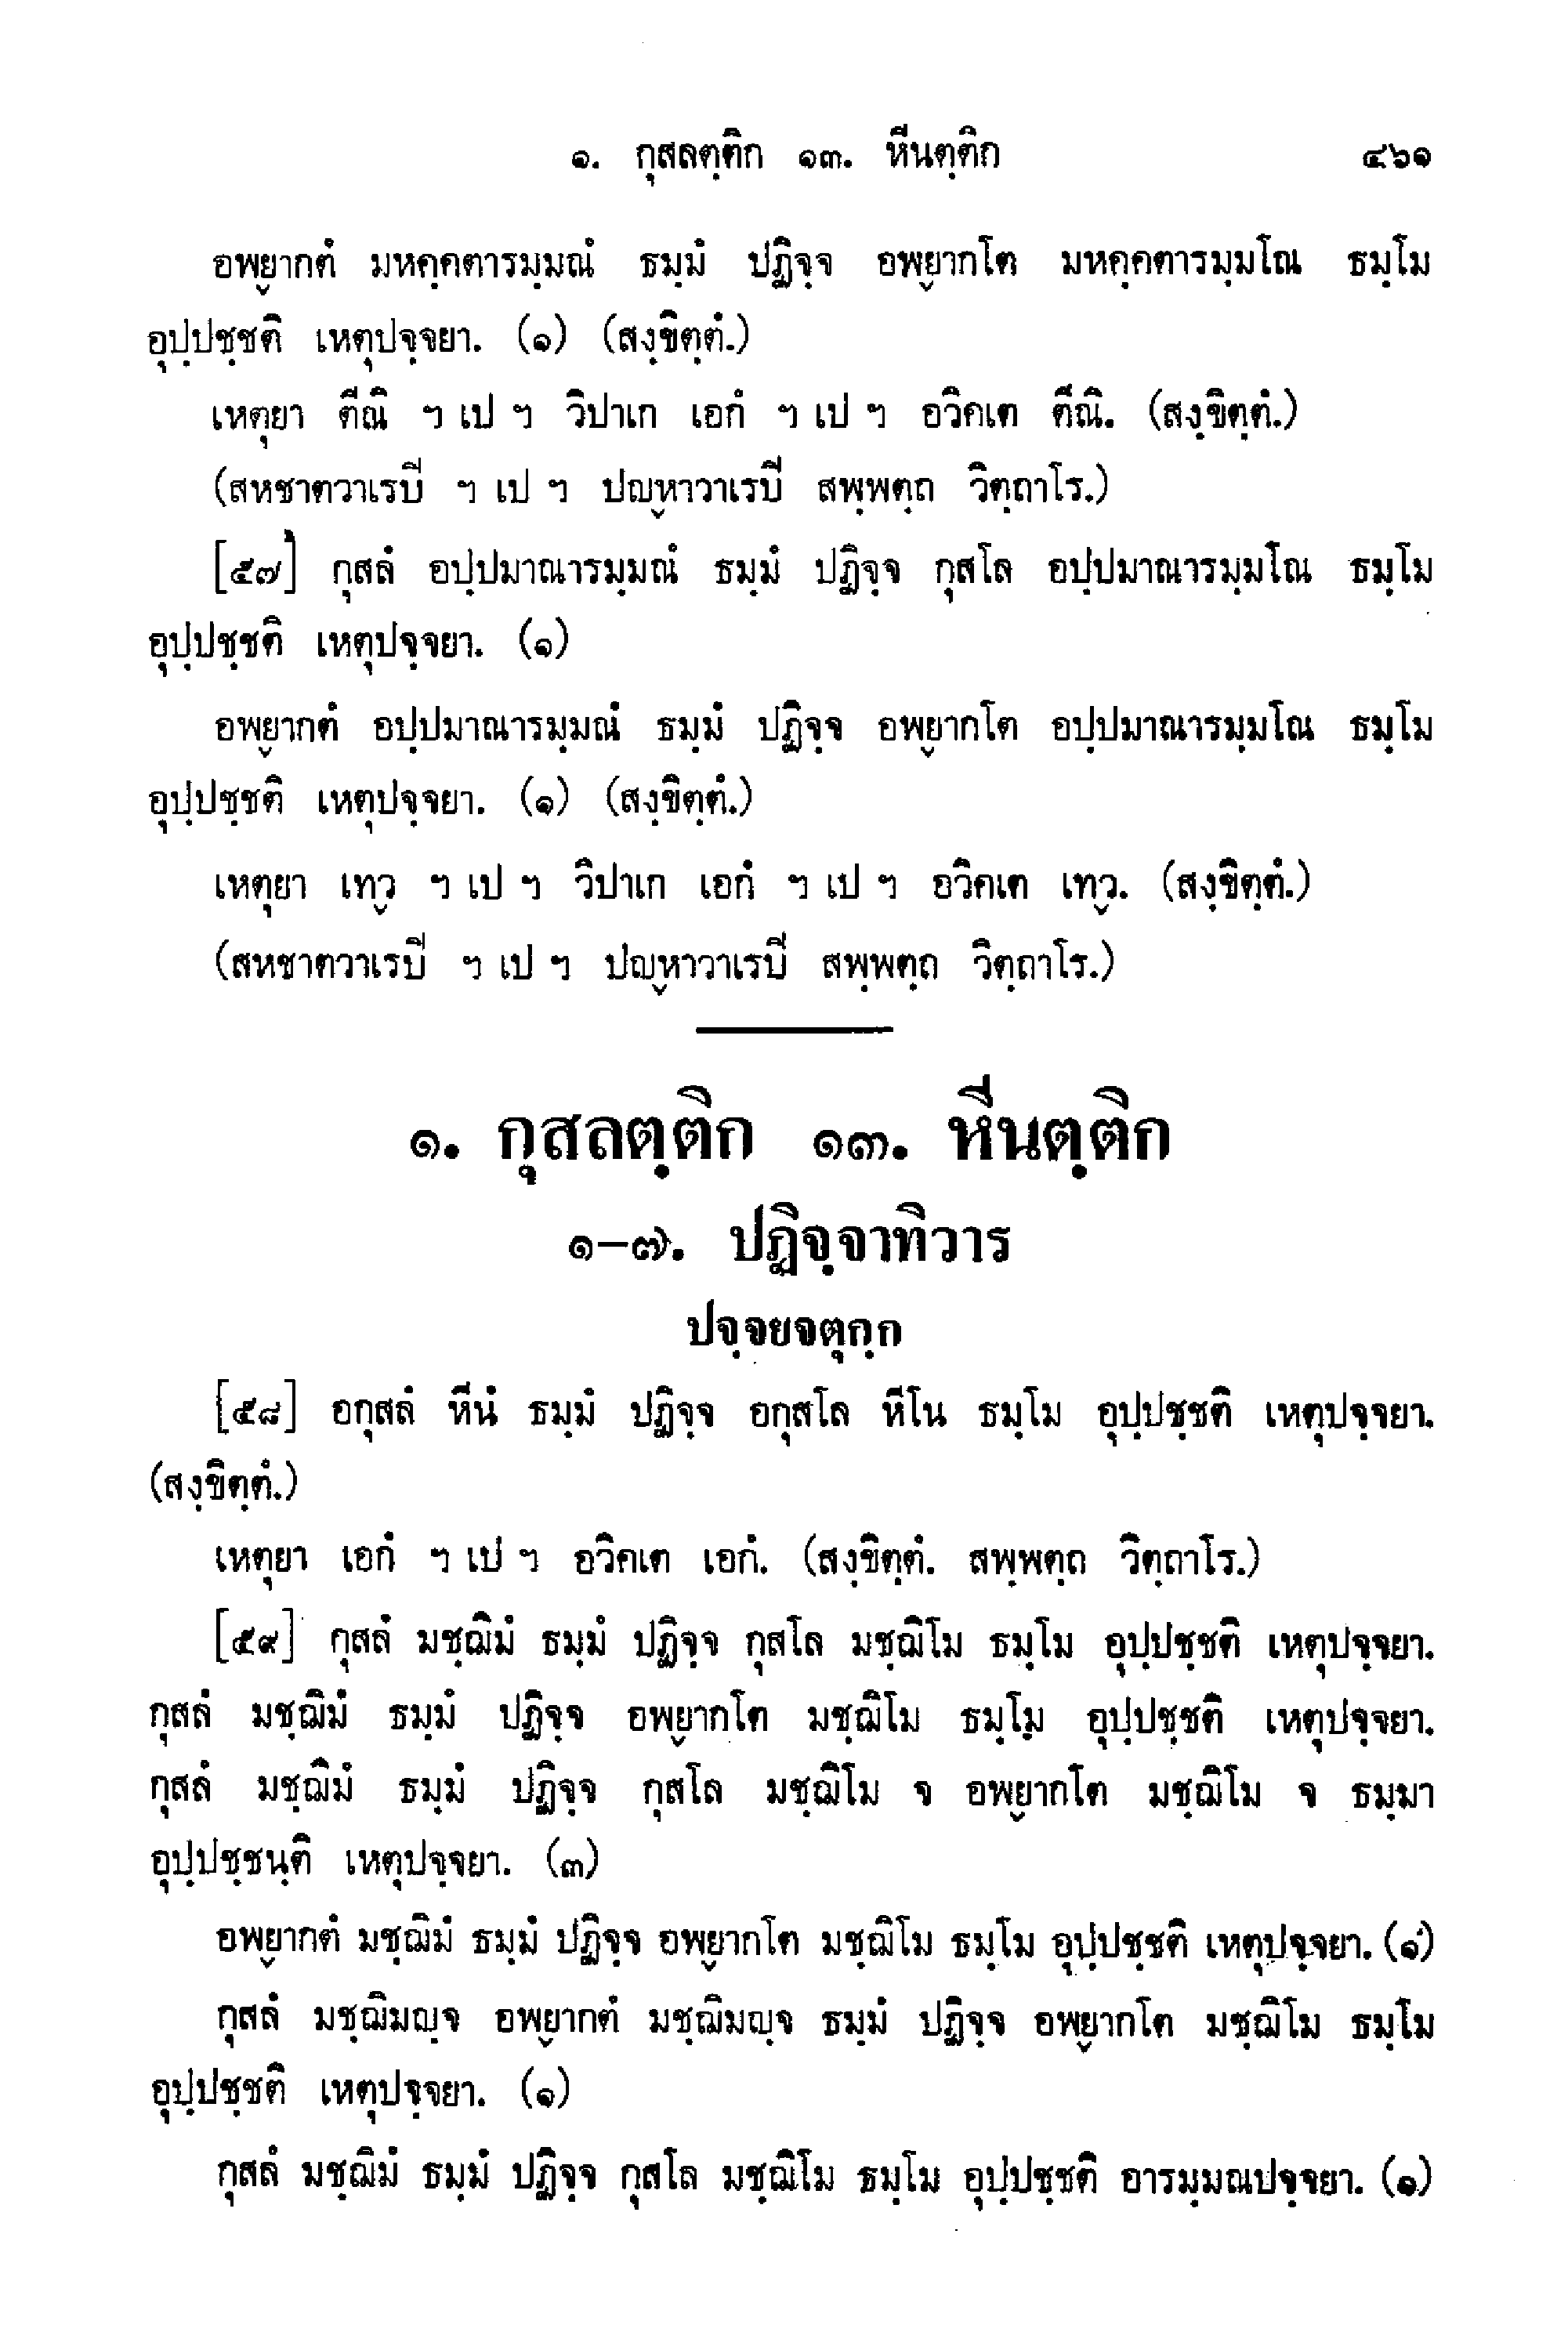 ๑. กุสลตฺติก ๑๓. หีนตฺติก ๔๖๑
อพฺยากตํ มหคฺคตารมฺมณํ ธมฺมํ ปฏิจฺจ อพฺยากโต มหคฺคตารมฺมโณ ธมฺโม
อุปฺปชฺชติ เหตุปจฺจยา. (๑) (สงฺขิตฺตํ.)
เหตุยา ตีณิ ฯ เป ฯ วิปาเก เอกํ ฯ เป ฯ อวิคเต ตีณิ. (สงฺขิตฺตํ.)
(สหชาตวาเรปิ ฯ เป ฯ ปญฺหาวาเรปิ สพฺพตฺถ วิตฺถาโร.)
[๕๗] กุสลํ อปฺปมาณารมฺมณํ ธมฺมํ ปฏิจฺจ กุสโล อปฺปมาณารมฺมโณ ธมฺโม
อุปฺปชฺชติ เหตุปจฺจยา. (๑)
อพฺยากตํ อปฺปมาณารมฺมณํ ธมฺมํ ปฏิจฺจ อพฺยากโต อปฺปมาณารมฺมโณ ธมฺโม
อุปฺปชฺชติ เหตุปจฺจยา. (๑) (สงฺขิตฺตํ.)
เหตุยา เทฺว ฯ เป ฯ วิปาเก เอกํ ฯ เป ฯ อวิคเต เทฺว. (สงฺขิตฺตํ.)
(สหชาตวาเรปิ ฯ เป ฯ ปญฺหาวาเรปิ สพฺพตฺถ วิตฺถาโร.)
๑. กุสลตฺติก ๑๓. หีนตฺติก
๑–๗. ปฏิจฺจาทิวาร
ปจฺจยจตุกฺก
[๕๘] อกุสลํ หีนํ ธมฺมํ ปฏิจฺจ อกุสโล หีโน ธมฺโม อุปฺปชฺชติ เหตุปจฺจยา.
(สงฺขิตฺตํ.)
เหตุยา เอกํ ฯ เป ฯ อวิคเต เอกํ. (สงฺขิตฺตํ. สพฺพตฺถ วิตฺถาโร.)
[๕๙] กุสลํ มชฺฌิมํ ธมฺมํ ปฏิจฺจ กุสโล มชฺฌิโม ธมฺโม อุปฺปชฺชติ เหตุปจฺจยา.
กุสลํ มชฺฌิมํ ธมฺมํ ปฏิจฺจ อพฺยากโต มชฺฌิโม ธมฺโม อุปฺปชฺชติ เหตุปจฺจยา.
กุสลํ มชฺฌิมํ ธมฺมํ ปฏิจฺจ กุสโล มชฺฌิโม จ อพฺยากโต มชฺฌิโม จ ธมฺมา
อุปฺปชฺชนฺติ เหตุปจฺจยา. (๓)
อพฺยากตํ มชฺฌิมํ ธมฺมํ ปฏิจฺจ อพฺยากโต มชฺฌิโม ธมฺโม อุปฺปชฺชติ เหตุปจฺจยา. (๑)
กุสลํ มชฺฌิมญฺจ อพฺยากตํ มชฺฌิมญฺจ ธมฺมํ ปฏิจฺจ อพฺยากโต มชฺฌิโม ธมฺโม
อุปฺปชฺชติ เหตุปจฺจยา. (๑)
กุสลํ มชฺฌิมํ ธมฺมํ ปฏิจฺจ กุสโล มชฺฌิโม ธมฺโม อุปฺปชฺชติ อารมฺมณปจฺจยา. (๑)